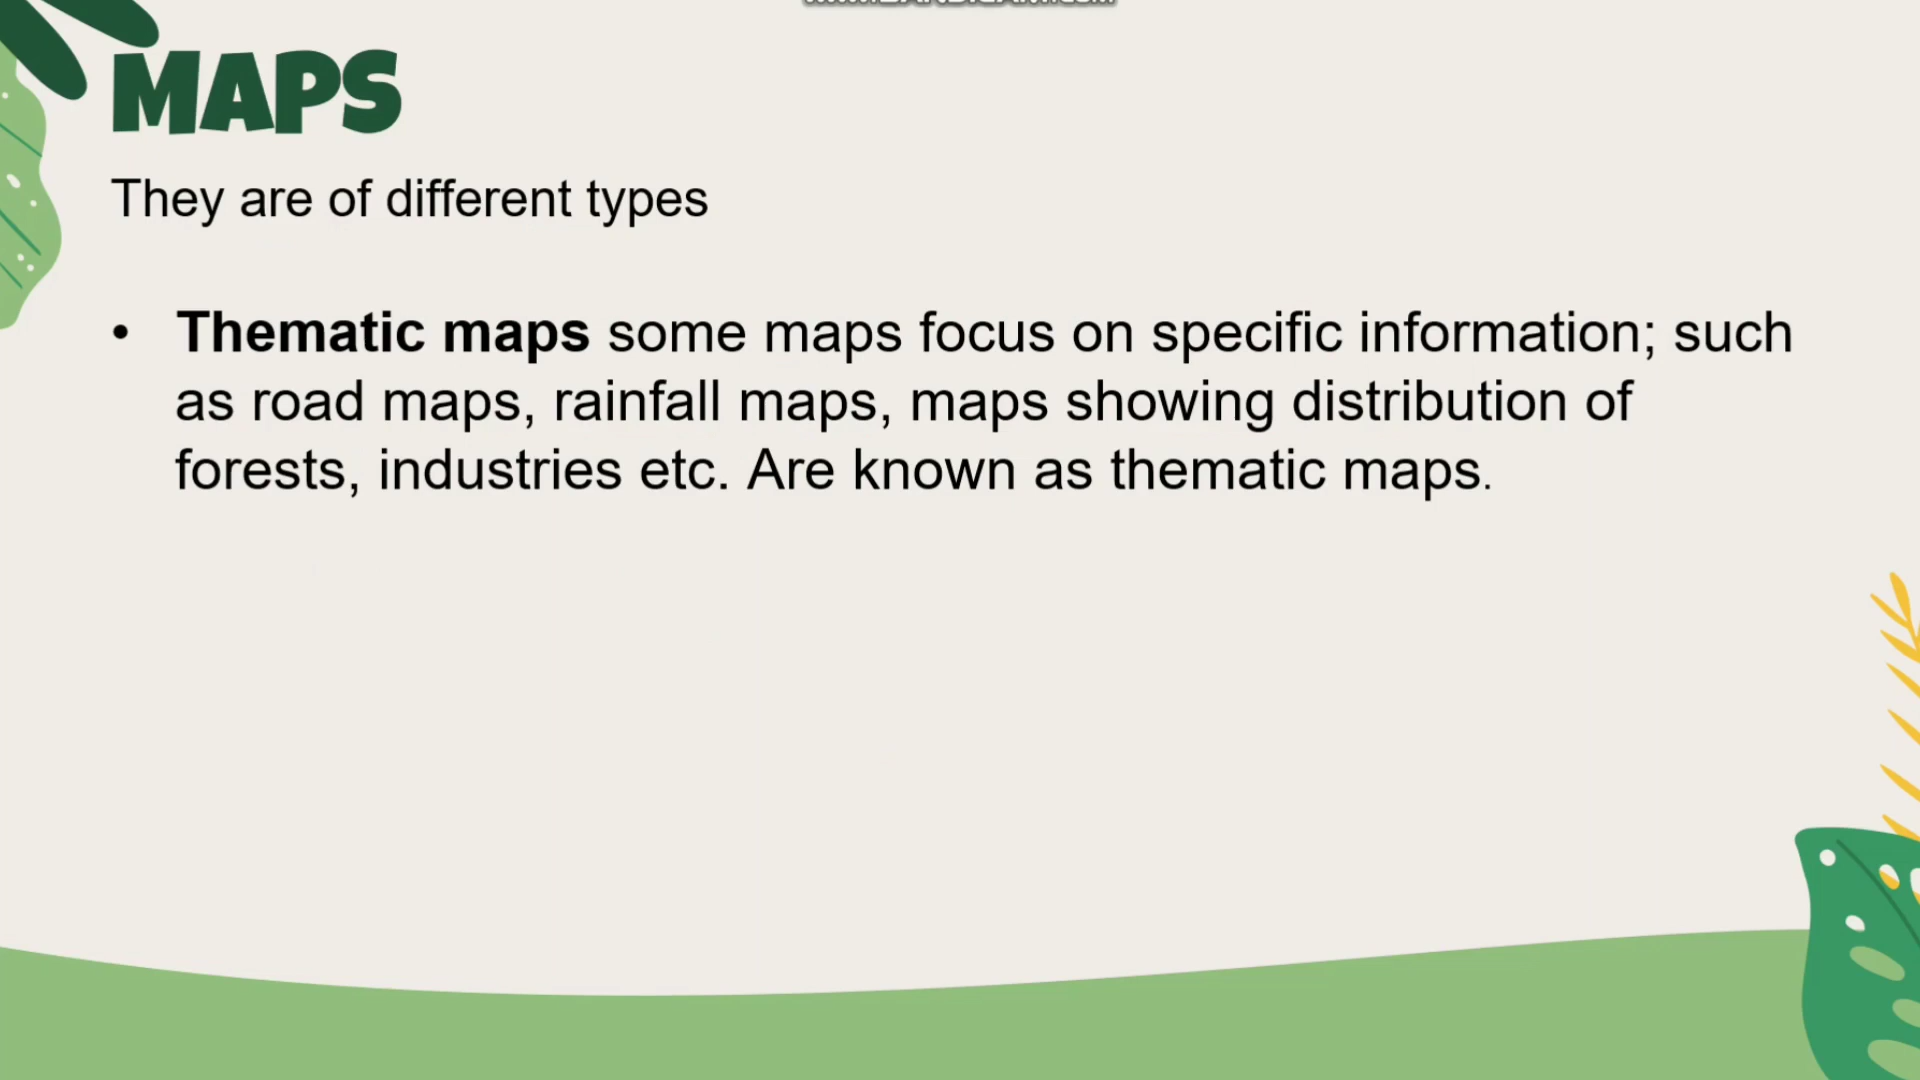 MAPS
They are of different types
• Thematic maps some maps focus on specific information; such
as road maps, rainfall maps, maps showing distribution of
forests, industries etc. Are known as thematic maps.